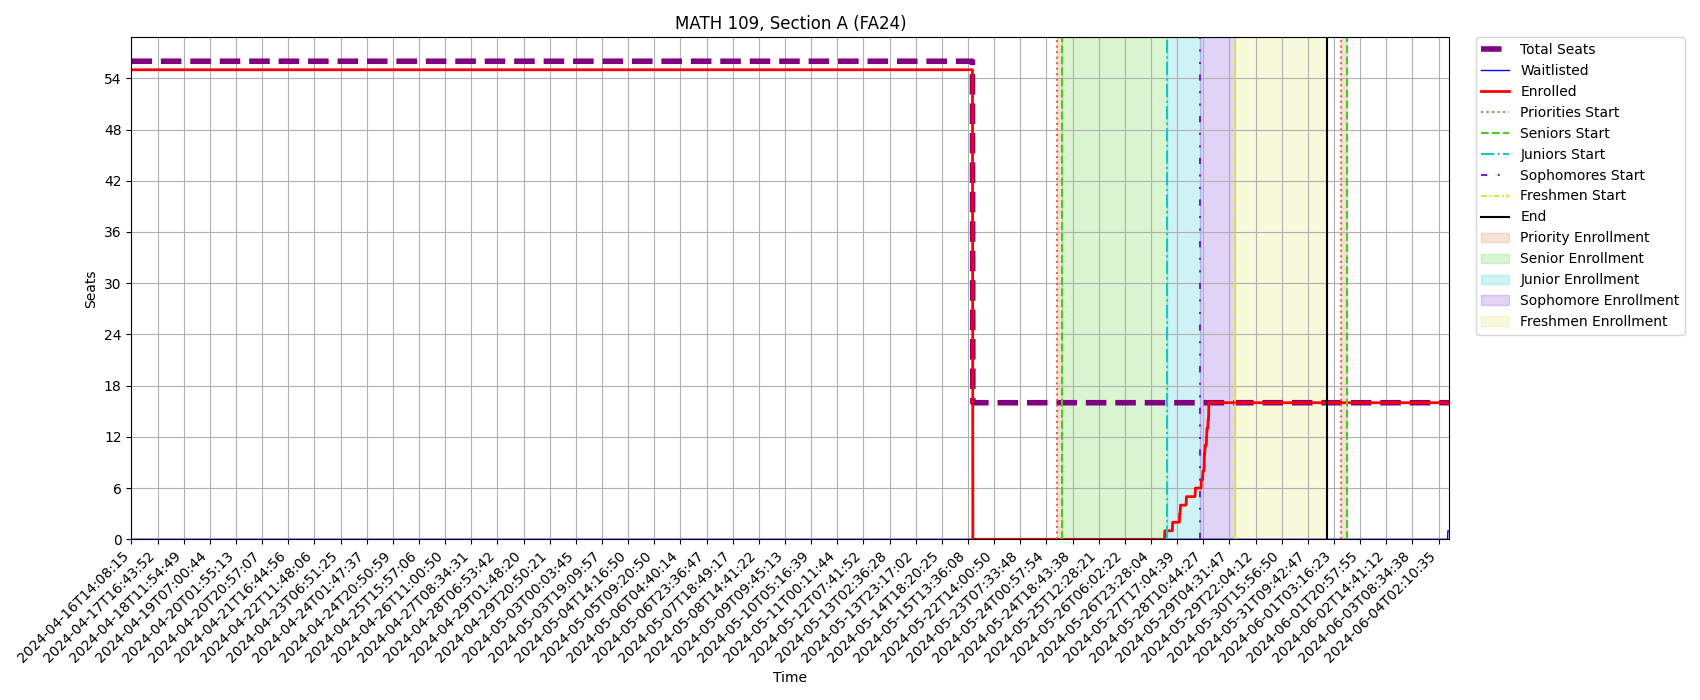 MATH 109, Section A (FA24)
Seats
54
48
42
36
30
24
18
12
6
0
2024-04-16T14:08:15
2024-04-17T16:43:52
2024-04-18T11:54:49
2024-04-19T07:00:44
2024-04-20T01:55:13
2024-04-20T20:57:07
2024-04-21T16:44:56
2024-04-22T11:48:06
2024-04-23T06:51:25
2024-04-24T01:47:37
2024-04-24T20:50:59
2024-04-25T15:57:06
2024-04-26T11:00:50
2024-04-27T08:34:31
2024-04-28T06:53:42
2024-04-29T01:48:20
2024-04-29T20:50:21
2024-05-03T00:03:45
2024-05-03T19:09:57
2024-05-04T14:16:50
2024-05-05T09:20:50
2024-05-06T04:40:14
2024-05-06T23:36:47
2024-05-07T18:49:17
2024-05-08T14:41:22
2024-05-09T09:45:13
2024-05-10T05:16:39
2024-05-11T00:11:44
2024-05-12T07:41:52
2024-05-13T02:36:28
2024-05-13T23:17:02
2024-05-14T18:20:25
2024-05-15T13:36:08
2024-05-22T14:00:50
2024-05-23T07:33:48
2024-05-24T00:57:54
2024-05-24T18:43:38
2024-05-25T12:28:21
2024-05-26T06:02:22
2024-05-26T23:28:04
2024-05-27T17:04:39
2024-05-28T10:44:27
2024-05-29T04:31:47
2024-05-29T22:04:12
2024-05-30T15:56:50
2024-05-31T09:42:47
2024-06-01T03:16:23
2024-06-01T20:57:55
2024-06-02T14:41:12
2024-06-03T08:34:38
2024-06-04T02:10:35
Time
Total Seats
Waitlisted
Enrolled
Priorities Start
Seniors Start
Juniors Start
Sophomores Start
Freshmen Start
End
Priority Enrollment
Senior Enrollment
Junior Enrollment
Sophomore Enrollment
Freshmen Enrollment